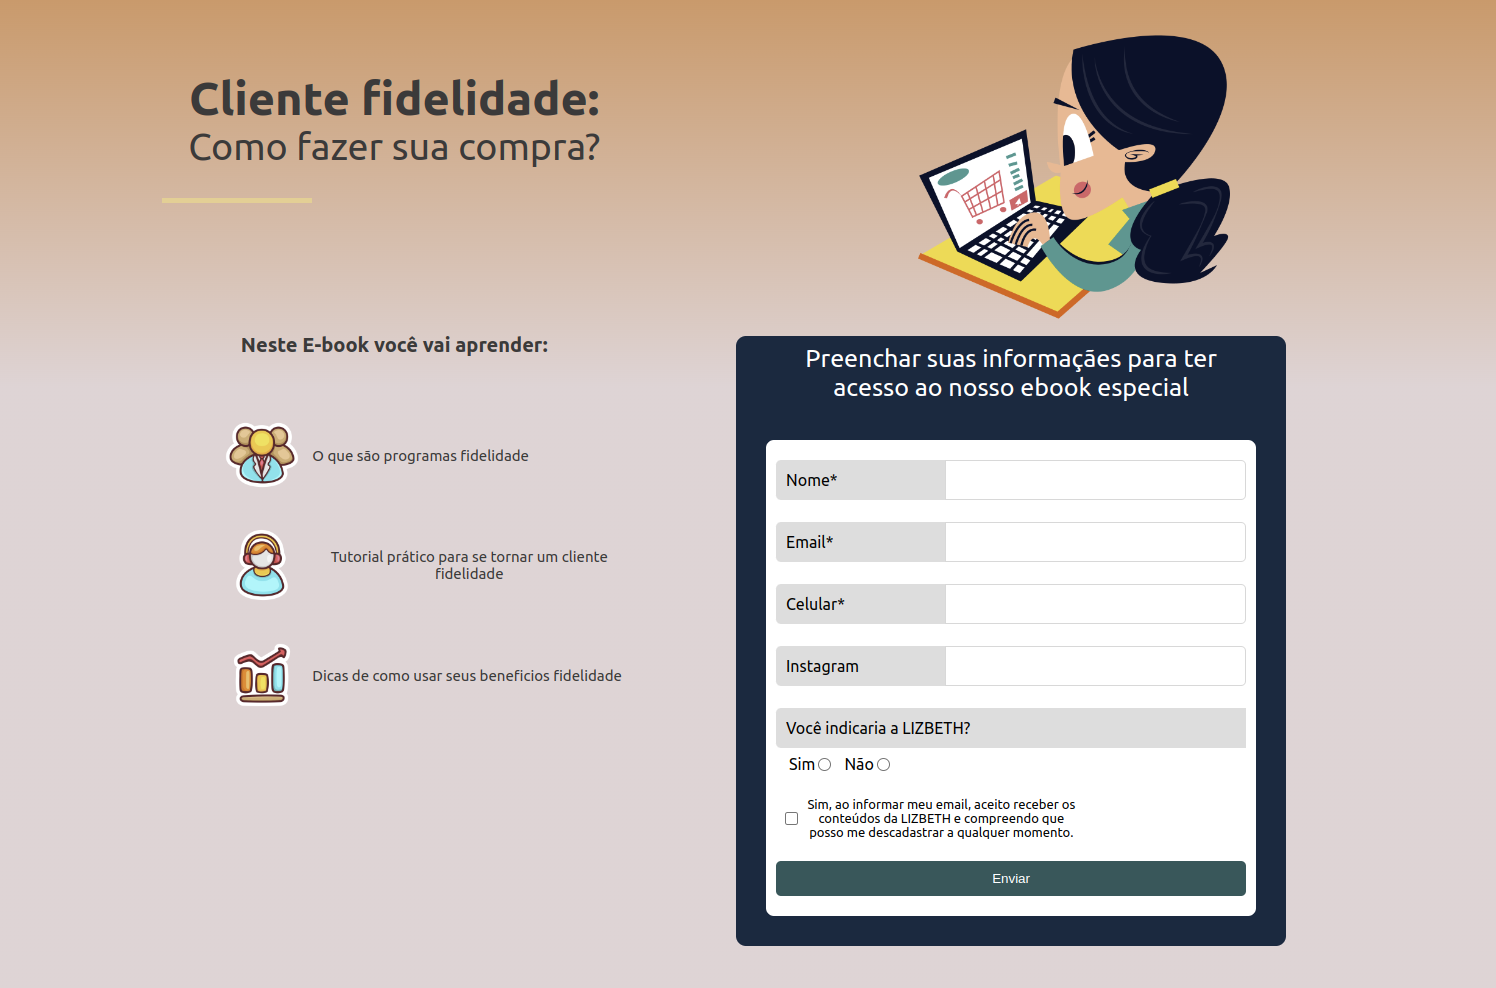 Cliente fidelidade:
Como fazer sua compra?
Neste E-book você vai aprender:
O que são programas fidelidade
Tutorial prático para se tornar um cliente
fidelidade
Dicas de como usar seus beneficios fidelidade
Preenchar suas informaçães para ter
acesso ao nosso ebook especial
Nome*
Email*
Celular*
Instagram
Você indicaria a LIZBETH?
Sim Não
Sim, ao informar meu email, aceito receber os
conteúdos da LIZBETH e compreendo que
posso me descadastrar a qualquer momento.
Enviar